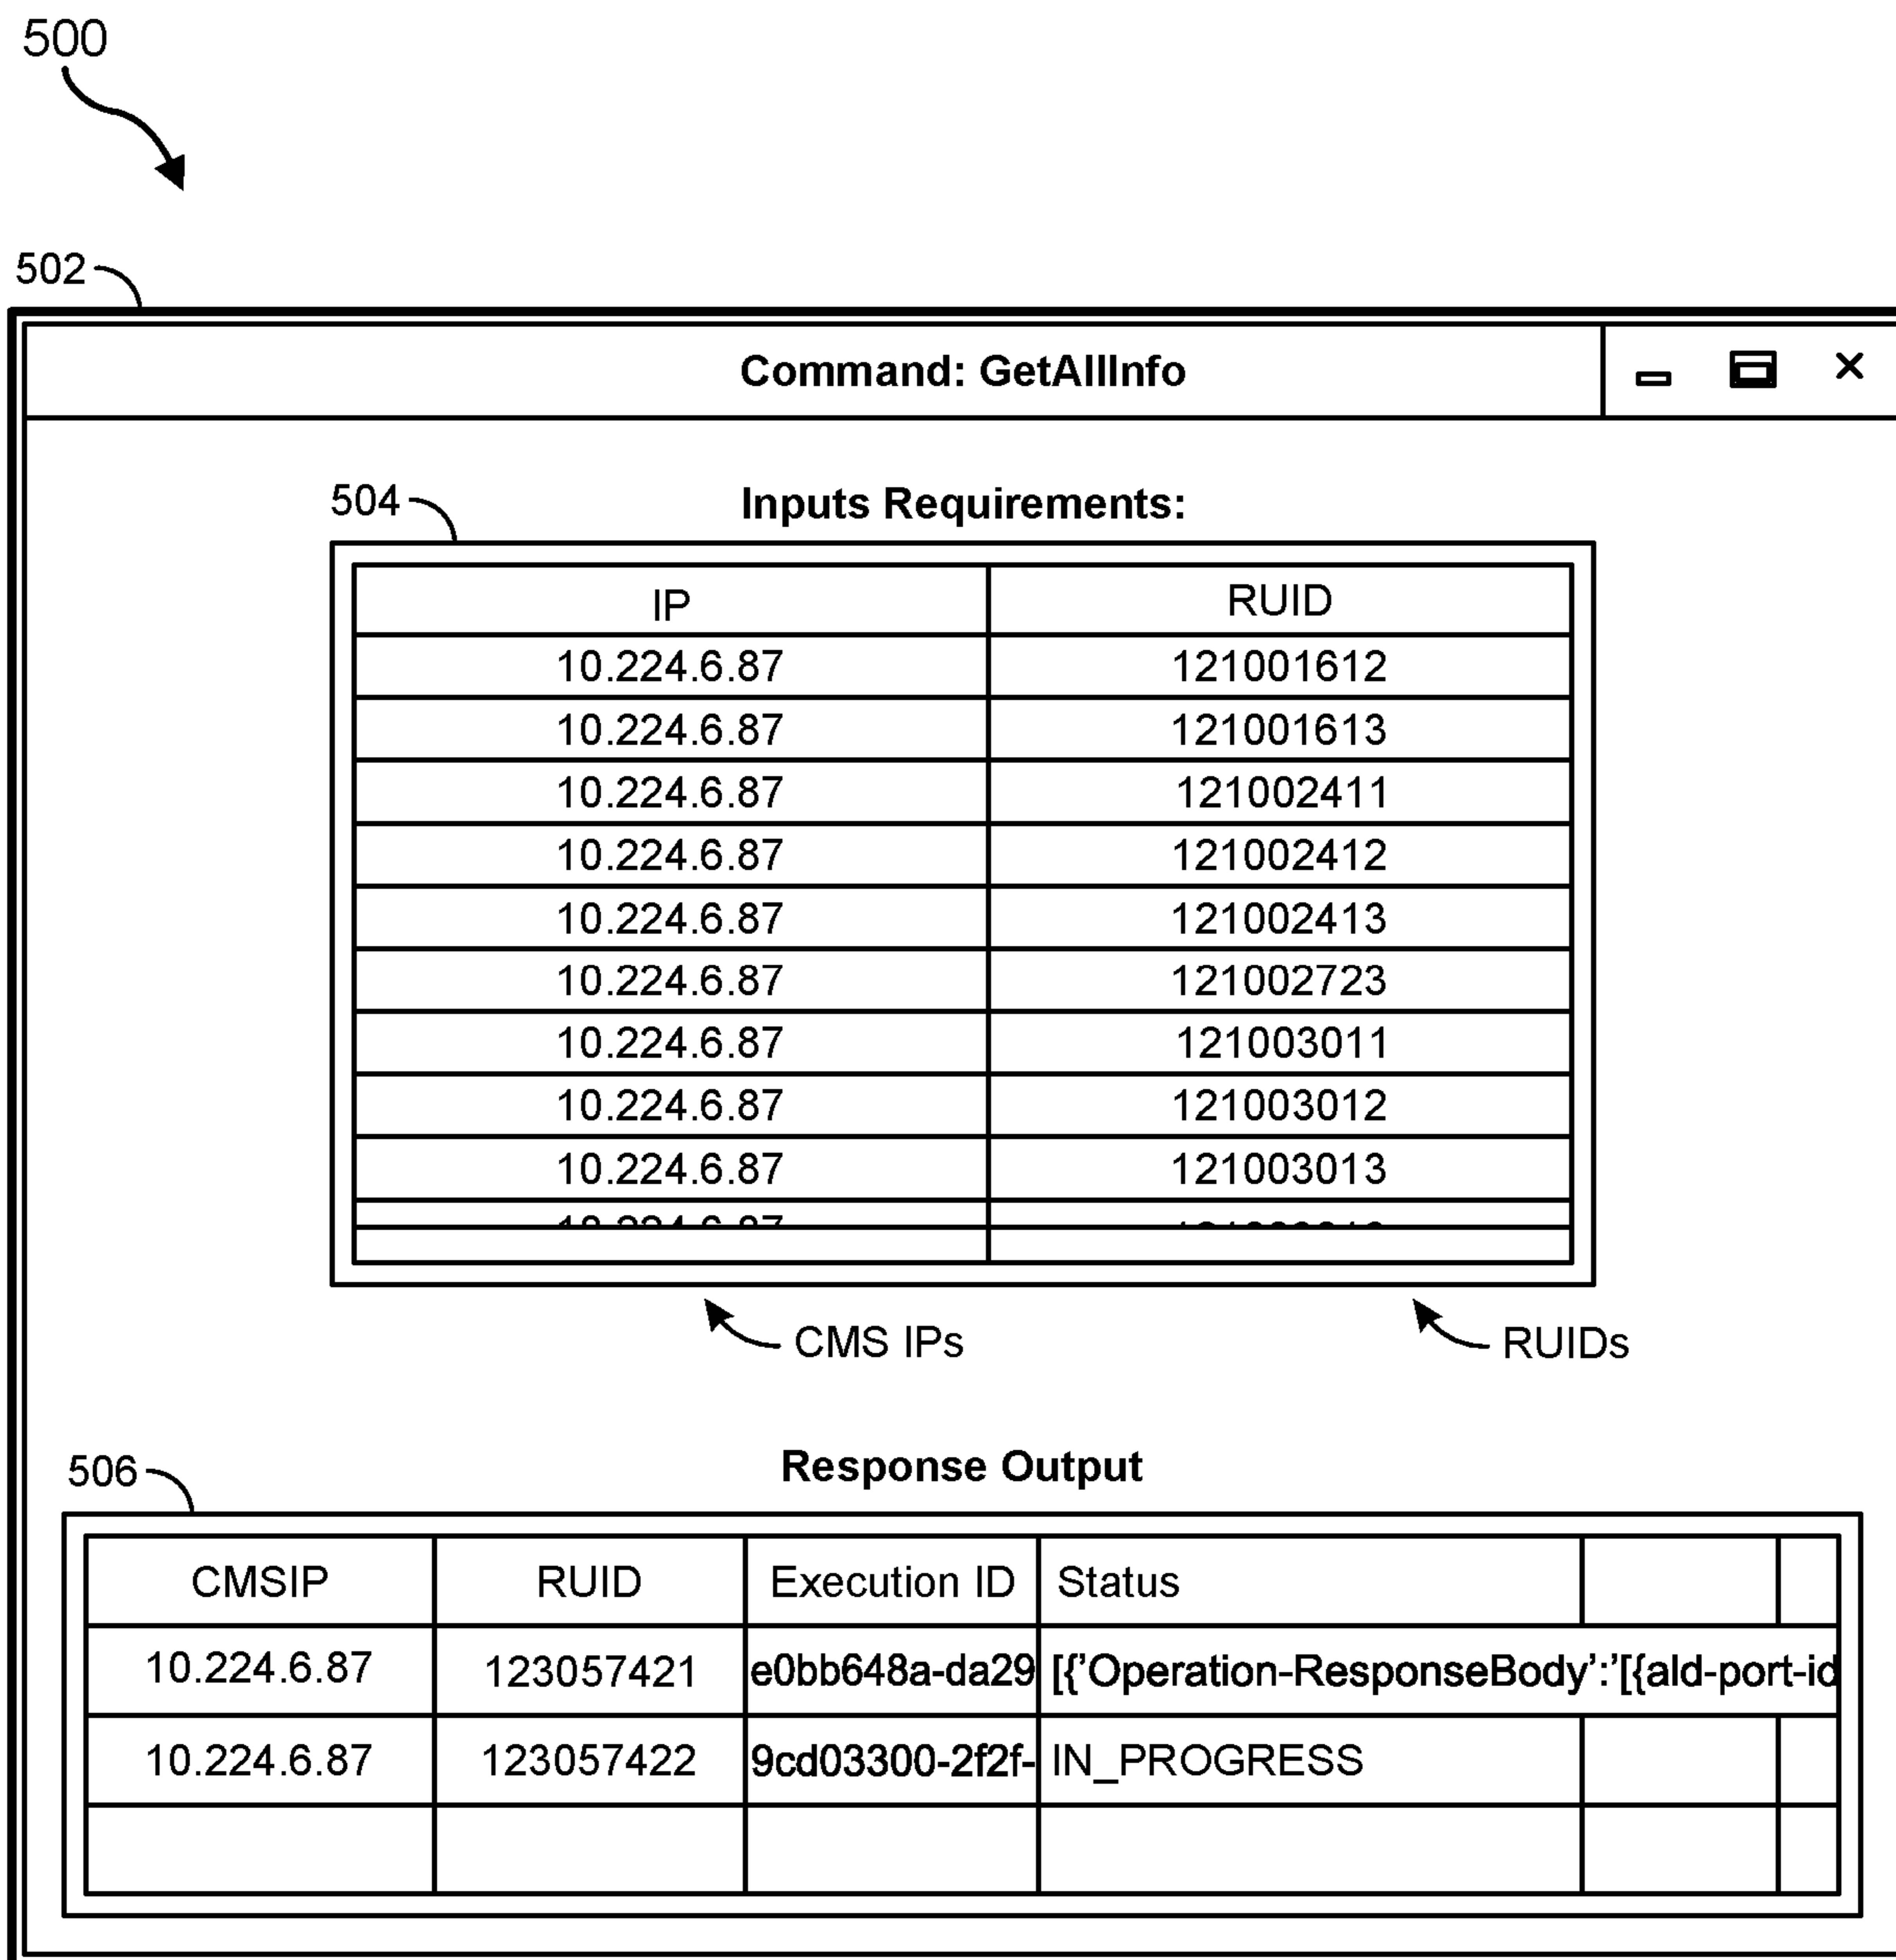 500
502
Command: GetAllInfo
504
Inputs Requirements:
IP RUID
10.224.6.87 121001612
10.224.6.87 121001613
10.224.6.87 121002411
10.224.6.87 121002412
10.224.6.87 121002413
10.224.6.87 121002723
10.224.6.87 121003011
10.224.6.87 121003012
10.224.6.87 121003013
CMS IPs RUIDs
506
Response Output
CMSIP RUID Execution ID Status
10.224.6.87 123057421 e0bb648a-da29 [{'Operation-ResponseBody':'[{ald-port-id
10.224.6.87 123057422 9cd03300-2f2f- IN_PROGRESS